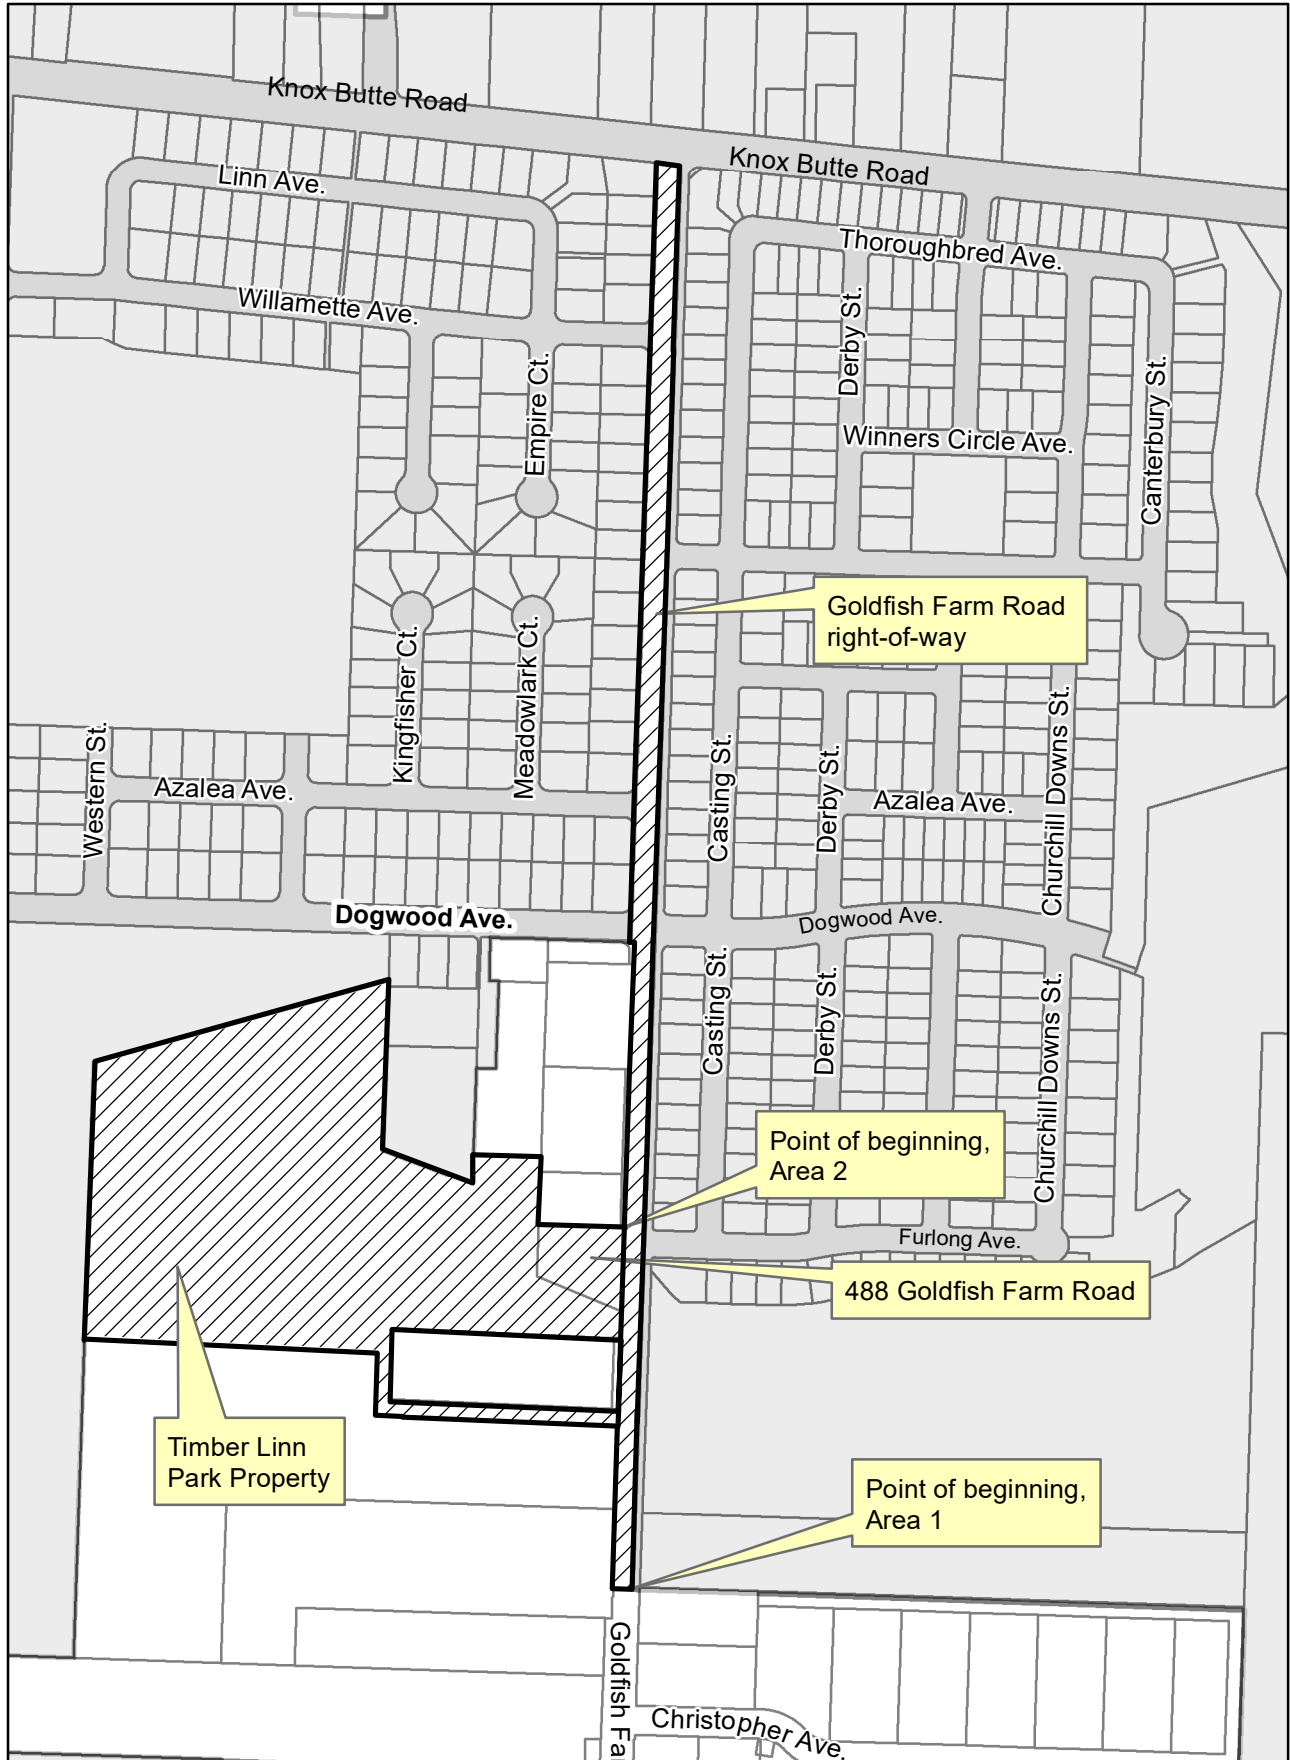 Knox Butte Road
Knox Butte Road
Linn Ave.
Thoroughbred Ave.
Willamette Ave.
Derby St.
Empire Ct.
Canterbury St.
Winners Circle Ave.
Goldfish Farm Road
right-of-way
Kingfisher Ct.
Meadowlark Ct.
Western St.
Azalea Ave.
Casting St.
Derby St.
Azalea Ave.
Churchill Downs St.
Dogwood Ave.
Dogwood Ave.
Casting St.
Derby St.
Churchill Downs St.
Point of beginning,
Area 2
Furlong Ave.
488 Goldfish Farm Road
Timber Linn
Park Property
Point of beginning,
Area 1
Goldfish Fa
Christopher Ave.